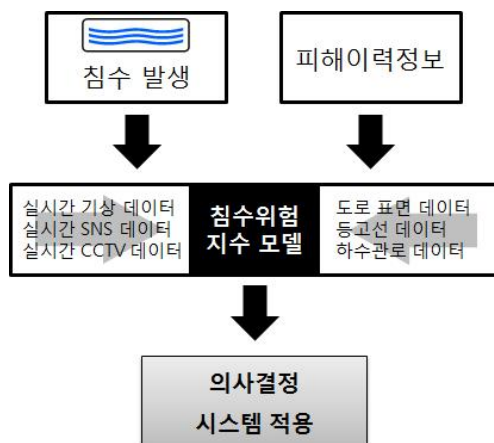 침수 발생
피해이력정보
실시간 기상 데이터
실시간 SNS 데이터
실시간 CCTV 데이터
침수위험
지수 모델
도로 표면 데이터
등고선 데이터
하수관로 데이터
의사결정
시스템 적용